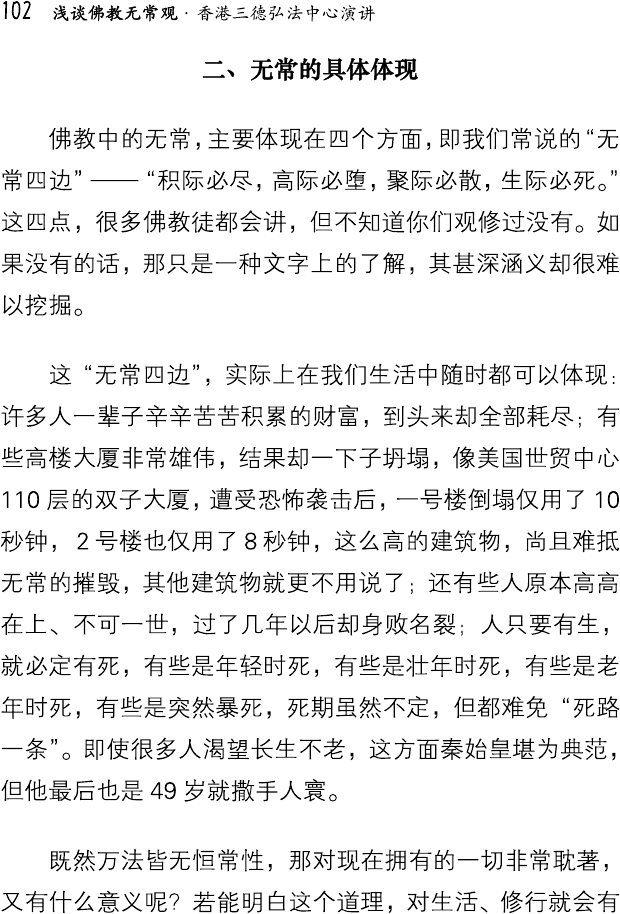 102 浅谈佛教无常观·香港三德弘法中心演讲
二、无常的具体体现
佛教中的无常，主要体现在四个方面，即我们常说的“无
常四边”——“积际必尽，高际必堕，聚际必散，生际必死。”
这四点，很多佛教徒都会讲，但不知道你们观修过没有。如
果没有的话，那只是一种文字上的了解，其甚深涵义却很难
以挖掘。
这“无常四边”，实际上在我们生活中随时都可以体现：
许多人一辈子辛辛苦苦积累的财富，到头来却全部耗尽；有
些高楼大厦非常雄伟，结果却一下子坍塌，像美国世贸中心
110 层的双子大厦，遭受恐怖袭击后，一号楼倒塌仅用了 10
秒钟，2 号楼也仅用了 8 秒钟，这么高的建筑物，尚且难抵
无常的摧毁，其他建筑物就更不用说了；还有些人原本高高
在上、不可一世，过了几年以后却身败名裂；人只要有生，
就必定有死，有些是年轻时死，有些是壮年时死，有些是老
年时死，有些是突然暴死，死期虽然不定，但都难免“死路
一条”。即使很多人渴望长生不老，这方面秦始皇堪为典范，
但他最后也是 49 岁就撒手人寰。
既然万法皆无恒常性，那对现在拥有的一切非常耽著，
又有什么意义呢？若能明白这个道理，对生活、修行就会有